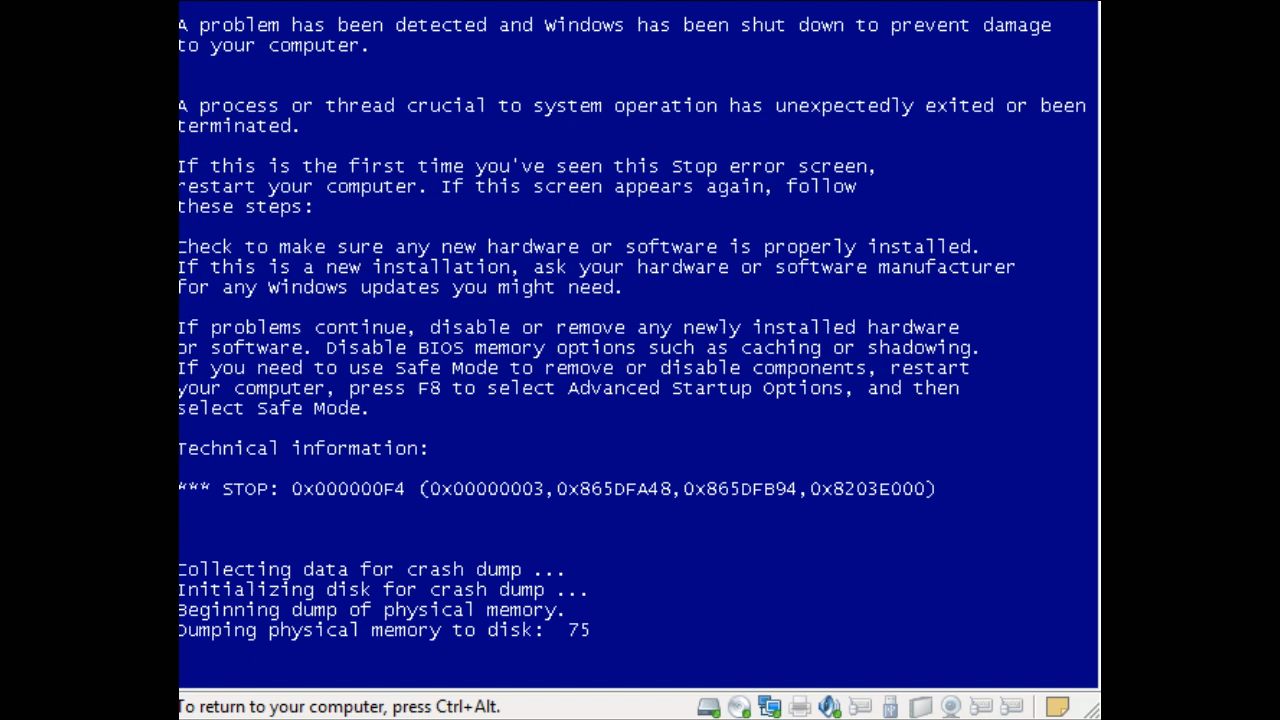 A problem has been detected and Windows has been shut down to prevent damage
to your computer.
A process or thread crucial to system operation has unexpectedly exited or been
terminated.
If this is the first time you've seen this Stop error screen,
restart your computer. If this screen appears again, follow
these steps:
Check to make sure any new hardware or software is properly installed.
If this is a new installation, ask your hardware or software manufacturer
for any Windows updates you might need.
If problems continue, disable or remove any newly installed hardware
or software. Disable BIOS memory options such as caching or shadowing.
If you need to use Safe Mode to remove or disable components, restart
your computer, press F8 to select Advanced Startup Options, and then
select Safe Mode.
Technical information:
*** STOP: 0x000000F4 (0x00000003,0x865DFA48,0x865DFB94,0x8203E000)
Collecting data for crash dump ...
Initializing disk for crash dump ...
Beginning dump of physical memory.
Dumping physical memory to disk:  75
To return to your computer, press Ctrl+Alt.